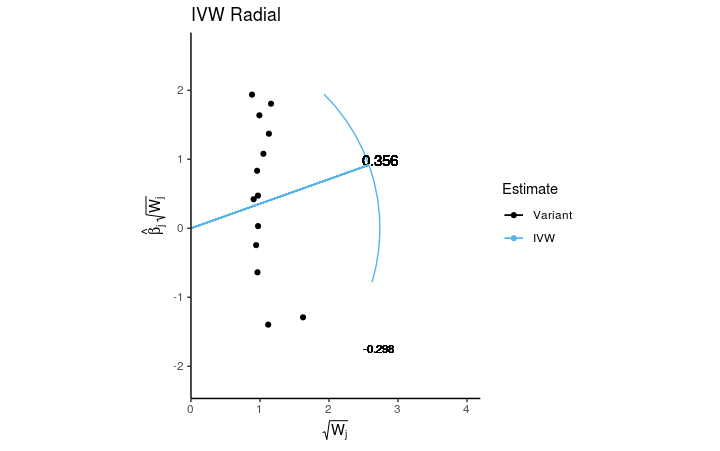 IVW Radial
β̂ⱼ√Wⱼ
2
1
0
-1
-2
0.356
-0.298
0 1 2 3 4
√Wⱼ
Estimate
Variant
IVW